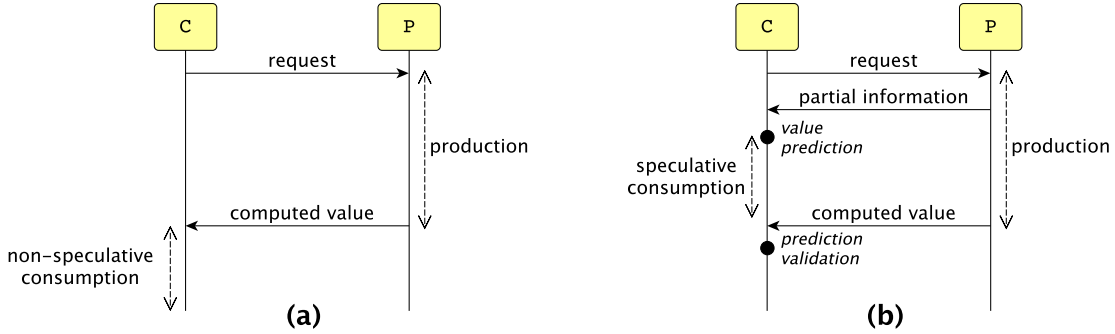 C
P
request
production
computed value
non-speculative
consumption
(a)
C
P
request
partial information
value
prediction
speculative
consumption
production
computed value
prediction
validation
(b)